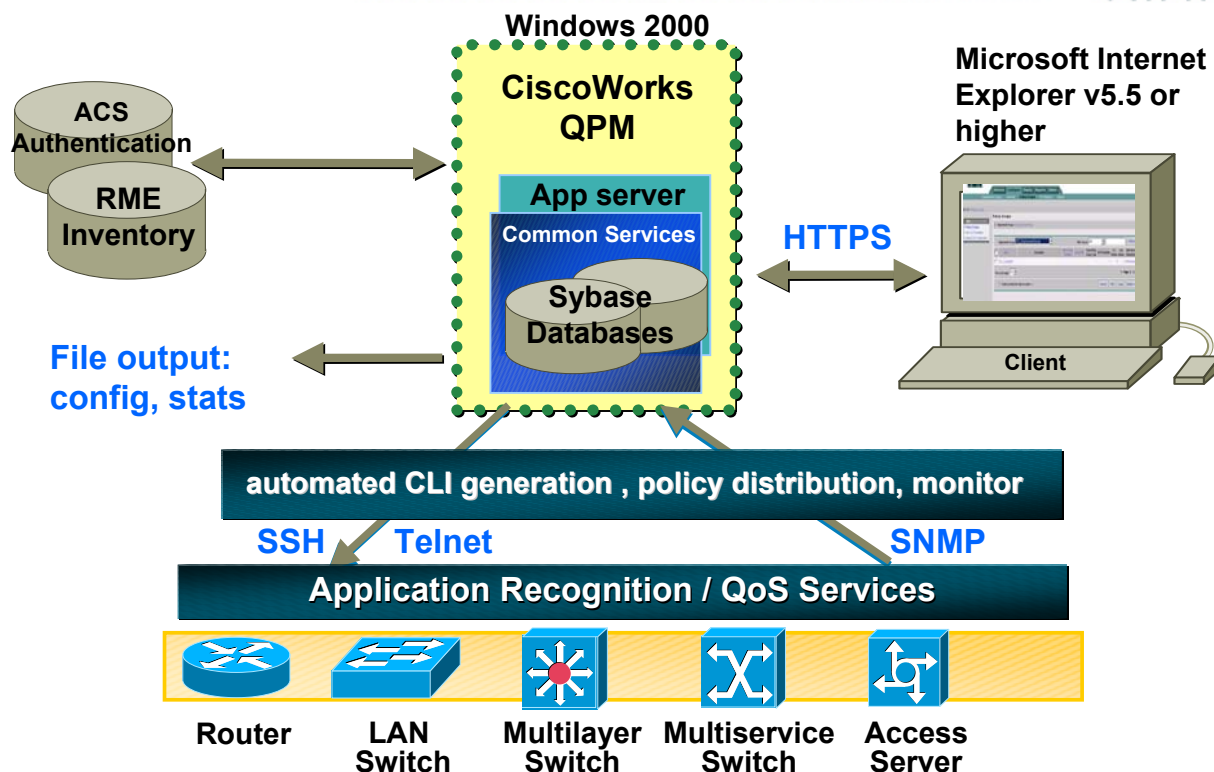 Windows 2000
CiscoWorks
QPM
Microsoft Internet
Explorer v5.5 or
higher
ACS
Authentication
RME
Inventory
App server
Common Services
Sybase
Databases
HTTPS
Client
File output:
config, stats
automated CLI generation , policy distribution, monitor
SSH
Telnet
SNMP
Application Recognition / QoS Services
Router
LAN
Switch
Multilayer
Switch
Multiservice
Switch
Access
Server